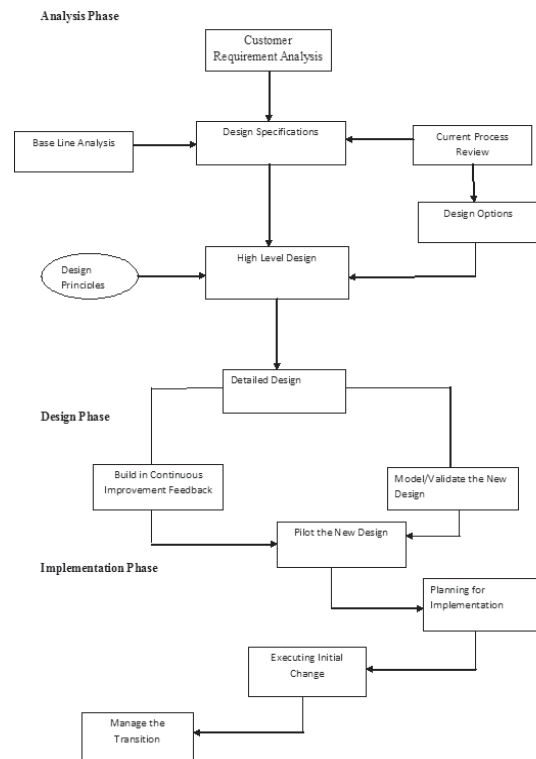 Analysis Phase
Customer
Requirement Analysis
Base Line Analysis
Design Specifications
Current Process
Review
Design Options
Design
Principles
High Level Design
Detailed Design
Design Phase
Build in Continuous
Improvement Feedback
Model/Validate the New
Design
Pilot the New Design
Implementation Phase
Planning for
Implementation
Executing Initial
Change
Manage the
Transition